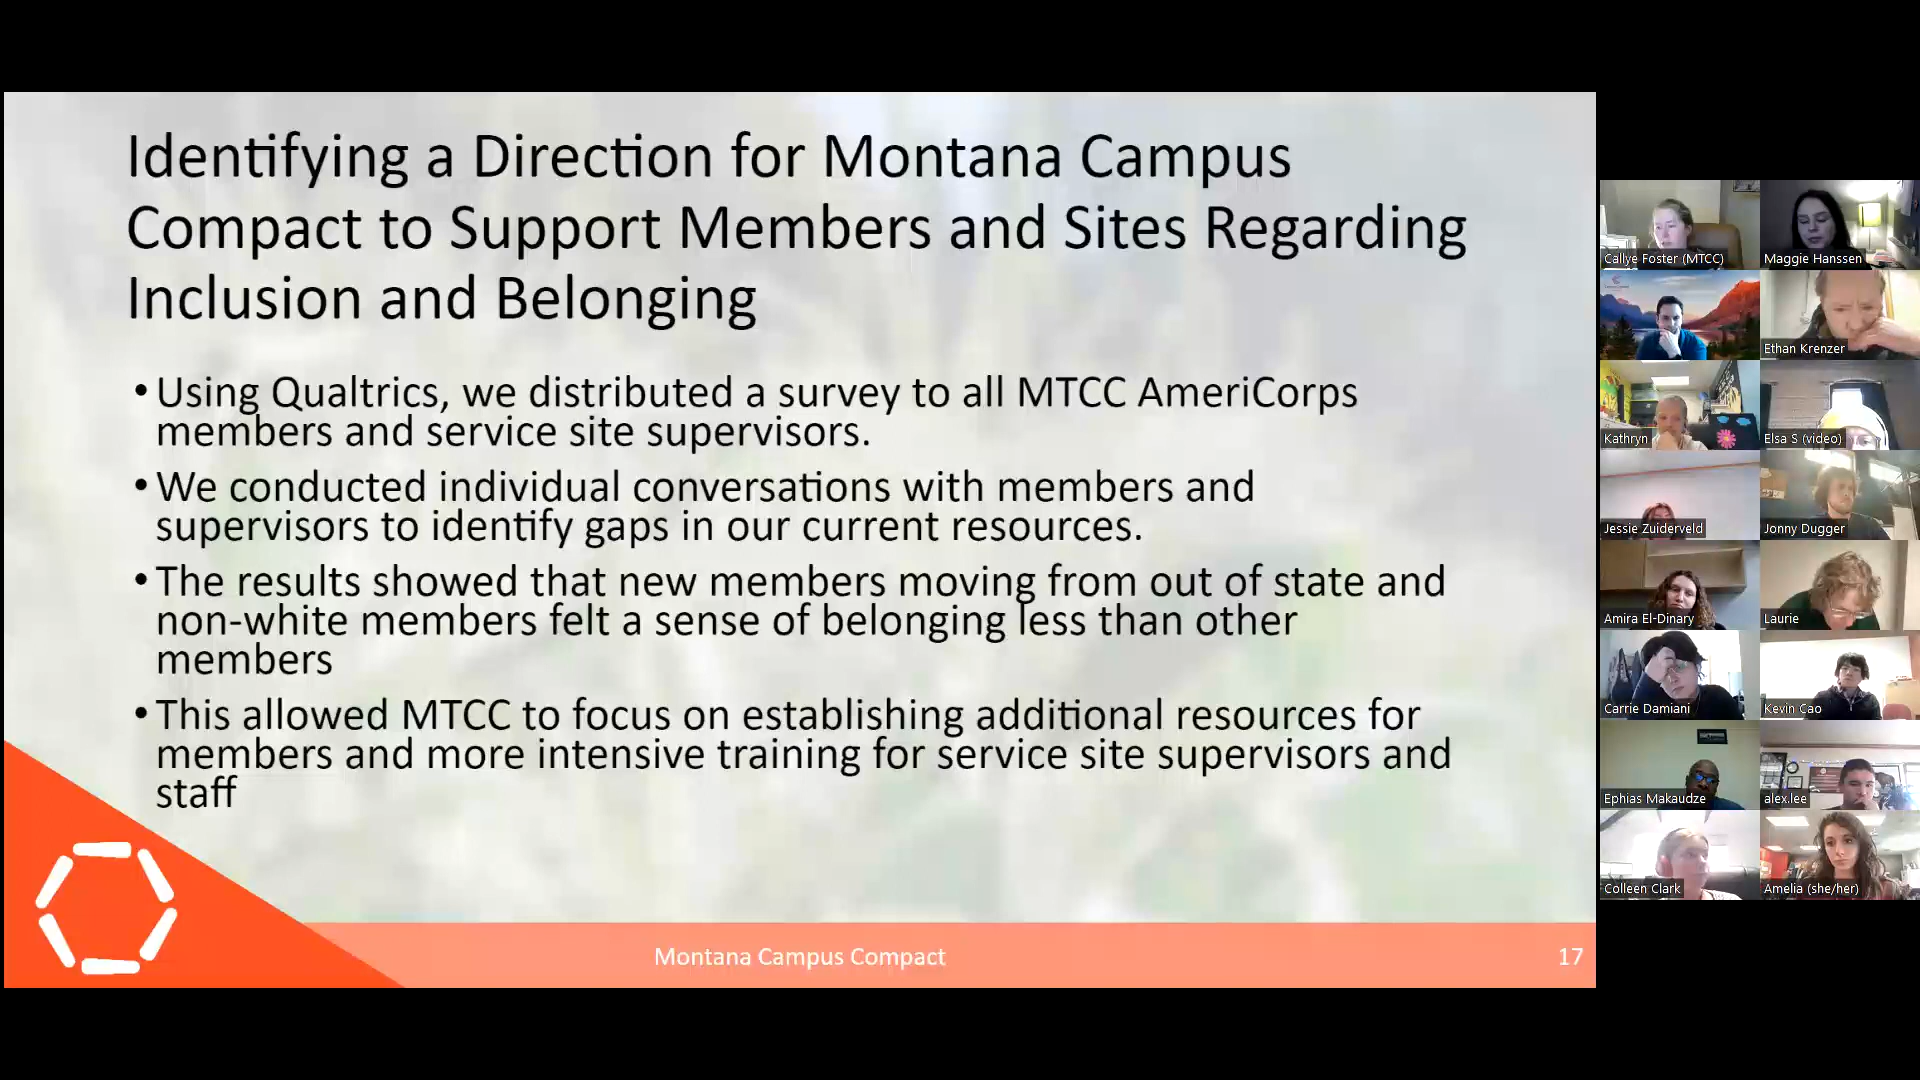 Identifying a Direction for Montana Campus
Compact to Support Members and Sites Regarding
Inclusion and Belonging
• Using Qualtrics, we distributed a survey to all MTCC AmeriCorps
members and service site supervisors.
• We conducted individual conversations with members and
supervisors to identify gaps in our current resources.
• The results showed that new members moving from out of state and
non-white members felt a sense of belonging less than other
members
• This allowed MTCC to focus on establishing additional resources for
members and more intensive training for service site supervisors and
staff
Montana Campus Compact
17
Callye Foster (MTCC)
Maggie Hanssen
Ethan Krenzer
Kathryn
Elsa S (video)
Jessie Zuiderveld
Jonny Dugger
Amira El-Dinary
Laurie
Carrie Damiani
Kevin Cao
Ephias Makaudze
alex.lee
Colleen Clark
Amelia (she/her)